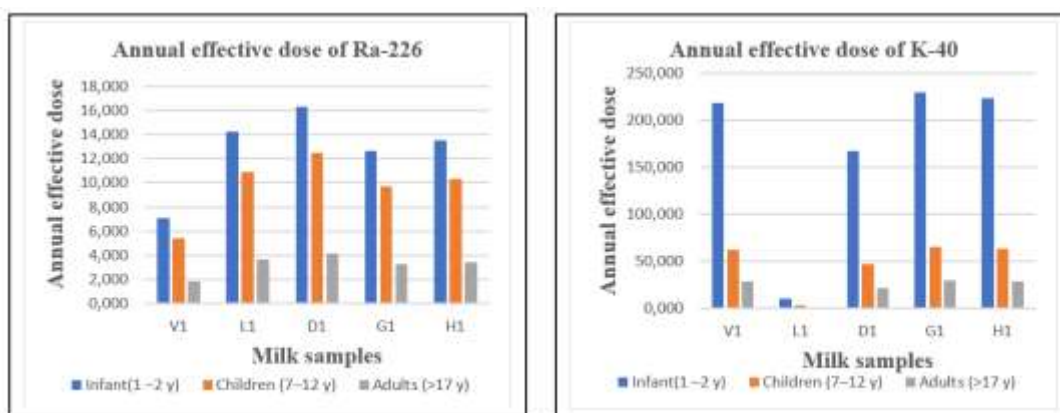 Annual effective dose of Ra-226
Annual effective dose
18,000
16,000
14,000
12,000
10,000
8,000
6,000
4,000
2,000
0,000
V1 L1 D1 G1 H1
Milk samples
Infant(1 –2 y) Children (7–12 y) Adults (>17 y)
Annual effective dose of K-40
Annual effective dose
250,000
200,000
150,000
100,000
50,000
0,000
V1 L1 D1 G1 H1
Milk samples
Infant(1 –2 y) Children (7–12 y) Adults (>17 y)